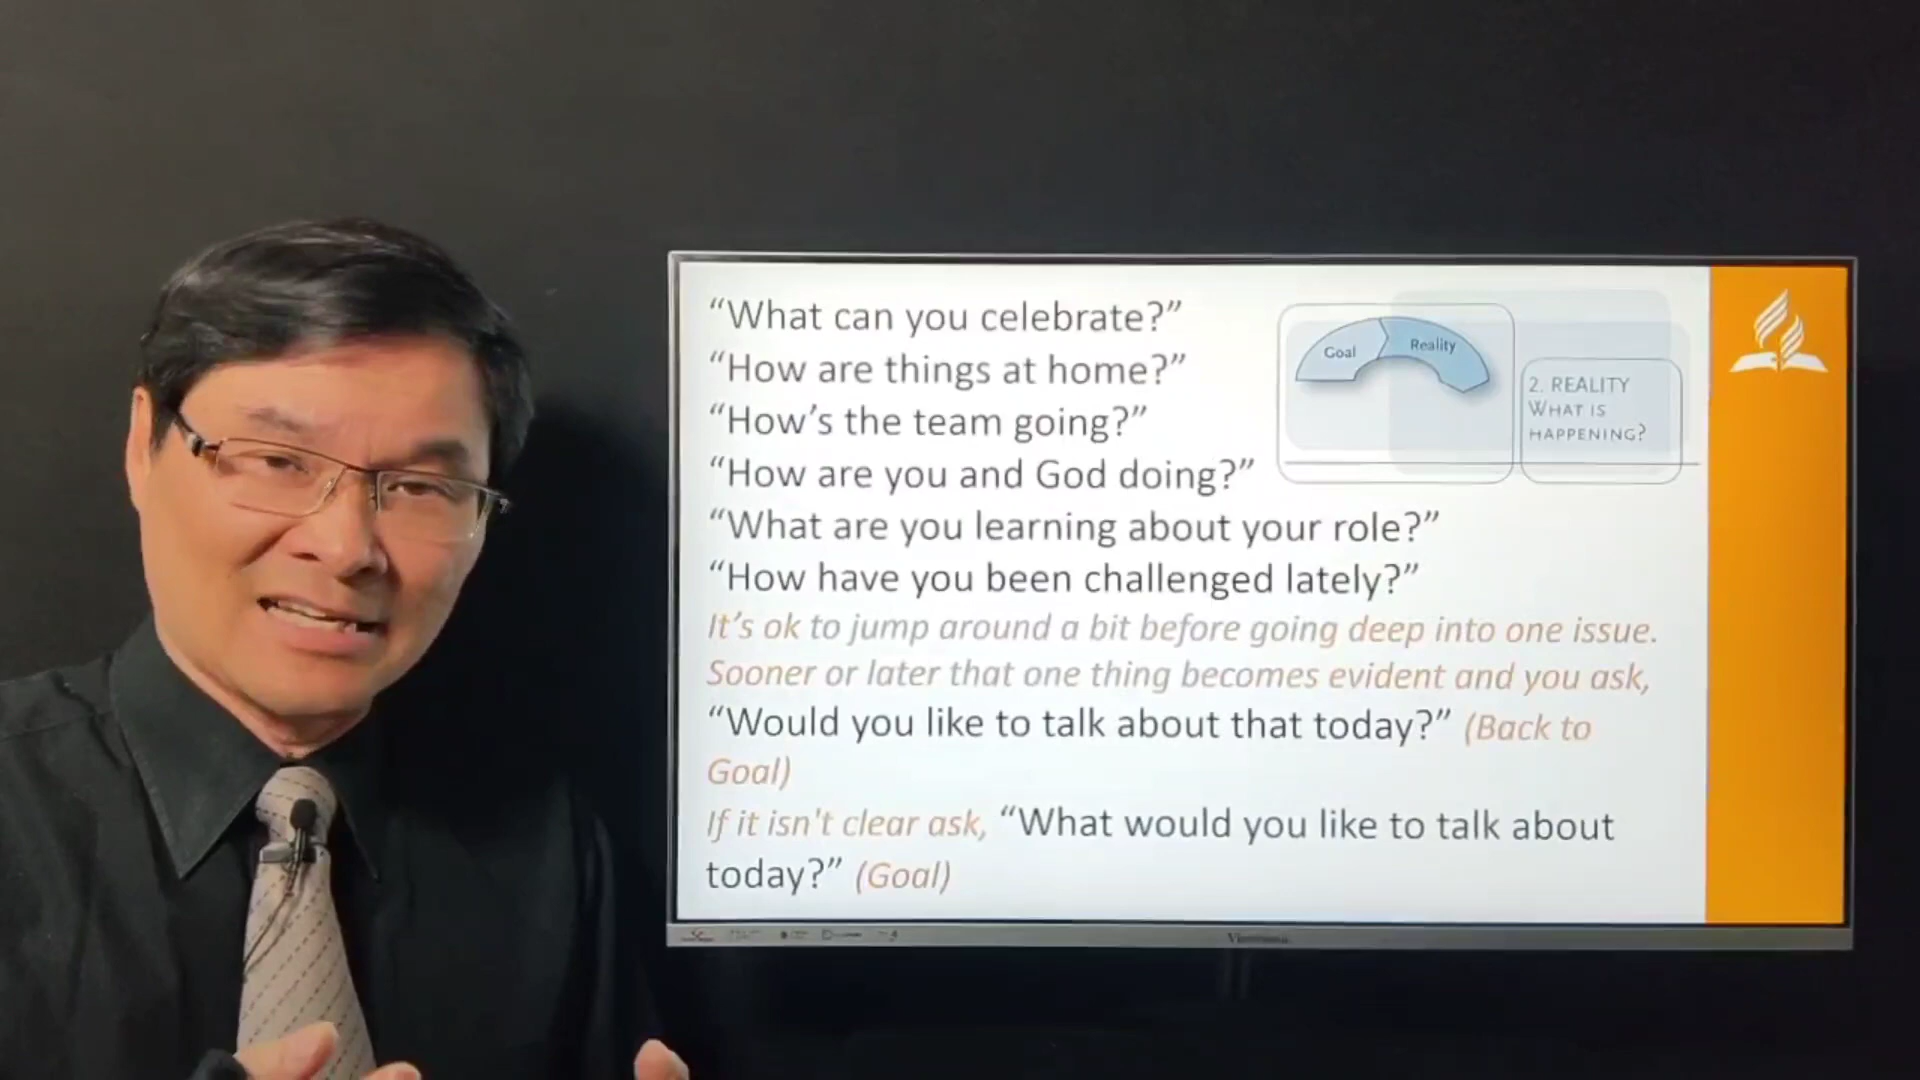 “What can you celebrate?”
“How are things at home?”
“How’s the team going?”
“How are you and God doing?”
“What are you learning about your role?”
“How have you been challenged lately?”
It’s ok to jump around a bit before going deep into one issue.
Sooner or later that one thing becomes evident and you ask,
“Would you like to talk about that today?” (Back to
Goal)
If it isn't clear ask, “What would you like to talk about
today?” (Goal)
Goal
Reality
2. REALITY
WHAT IS
HAPPENING?